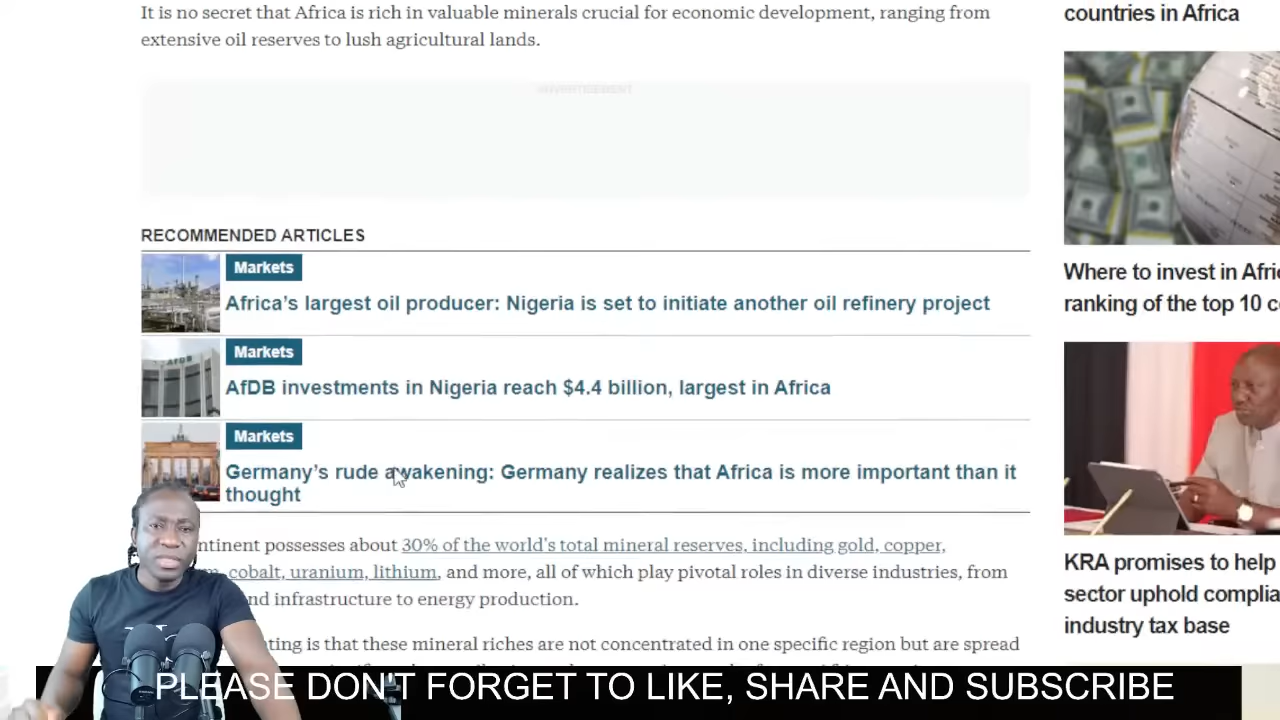 It is no secret that Africa is rich in valuable minerals crucial for economic development, ranging from
extensive oil reserves to lush agricultural lands.
ADVERTISEMENT
RECOMMENDED ARTICLES
Markets
Africa's largest oil producer: Nigeria is set to initiate another oil refinery project
Markets
AfDB investments in Nigeria reach $4.4 billion, largest in Africa
Markets
Germany's rude awakening: Germany realizes that Africa is more important than it
thought
ntinent possesses about 30% of the world's total mineral reserves, including gold, copper,
cobalt, uranium, lithium, and more, all of which play pivotal roles in diverse industries, from
nd infrastructure to energy production.
ting is that these mineral riches are not concentrated in one specific region but are spread
countries in Africa
Where to invest in Afri
ranking of the top 10 c
KRA promises to help
sector uphold complia
industry tax base
PLEASE DON'T FORGET TO LIKE, SHARE AND SUBSCRIBE